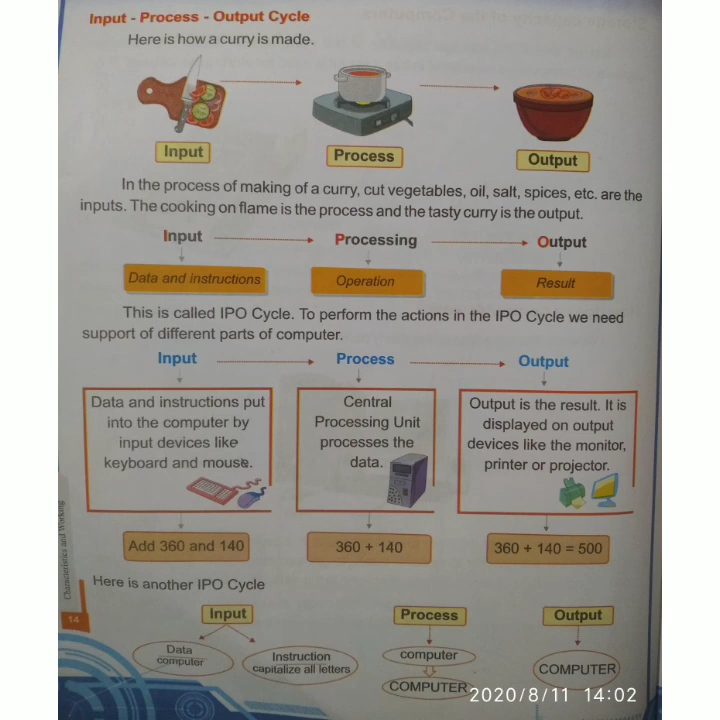 Input - Process - Output Cycle
Here is how a curry is made.
Input
Process
Output
In the process of making of a curry, cut vegetables, oil, salt, spices, etc. are the
inputs. The cooking on flame is the process and the tasty curry is the output.
Input
Processing
Output
Data and instructions
Operation
Result
This is called IPO Cycle. To perform the actions in the IPO Cycle we need
support of different parts of computer.
Input
Process
Output
Data and instructions put
into the computer by
input devices like
keyboard and mouse.
Central
Processing Unit
processes the
data.
Output is the result. It is
displayed on output
devices like the monitor,
printer or projector.
Add 360 and 140
360 + 140
360 + 140 = 500
Characteristics and Working
14
Here is another IPO Cycle
Input
Process
Output
Data
computer
Instruction
capitalize all letters
computer
COMPUTER
COMPUTER
2020/8/11 14:02